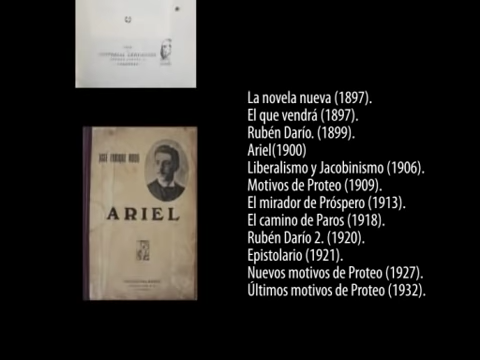 JOSÉ ENRIQUE RODÓ
ARIEL
La novela nueva (1897).
El que vendrá (1897).
Rubén Darío. (1899).
Ariel(1900)
Liberalismo y Jacobinismo (1906).
Motivos de Proteo (1909).
El mirador de Próspero (1913).
El camino de Paros (1918).
Rubén Darío 2. (1920).
Epistolario (1921).
Nuevos motivos de Proteo (1927).
Últimos motivos de Proteo (1932).